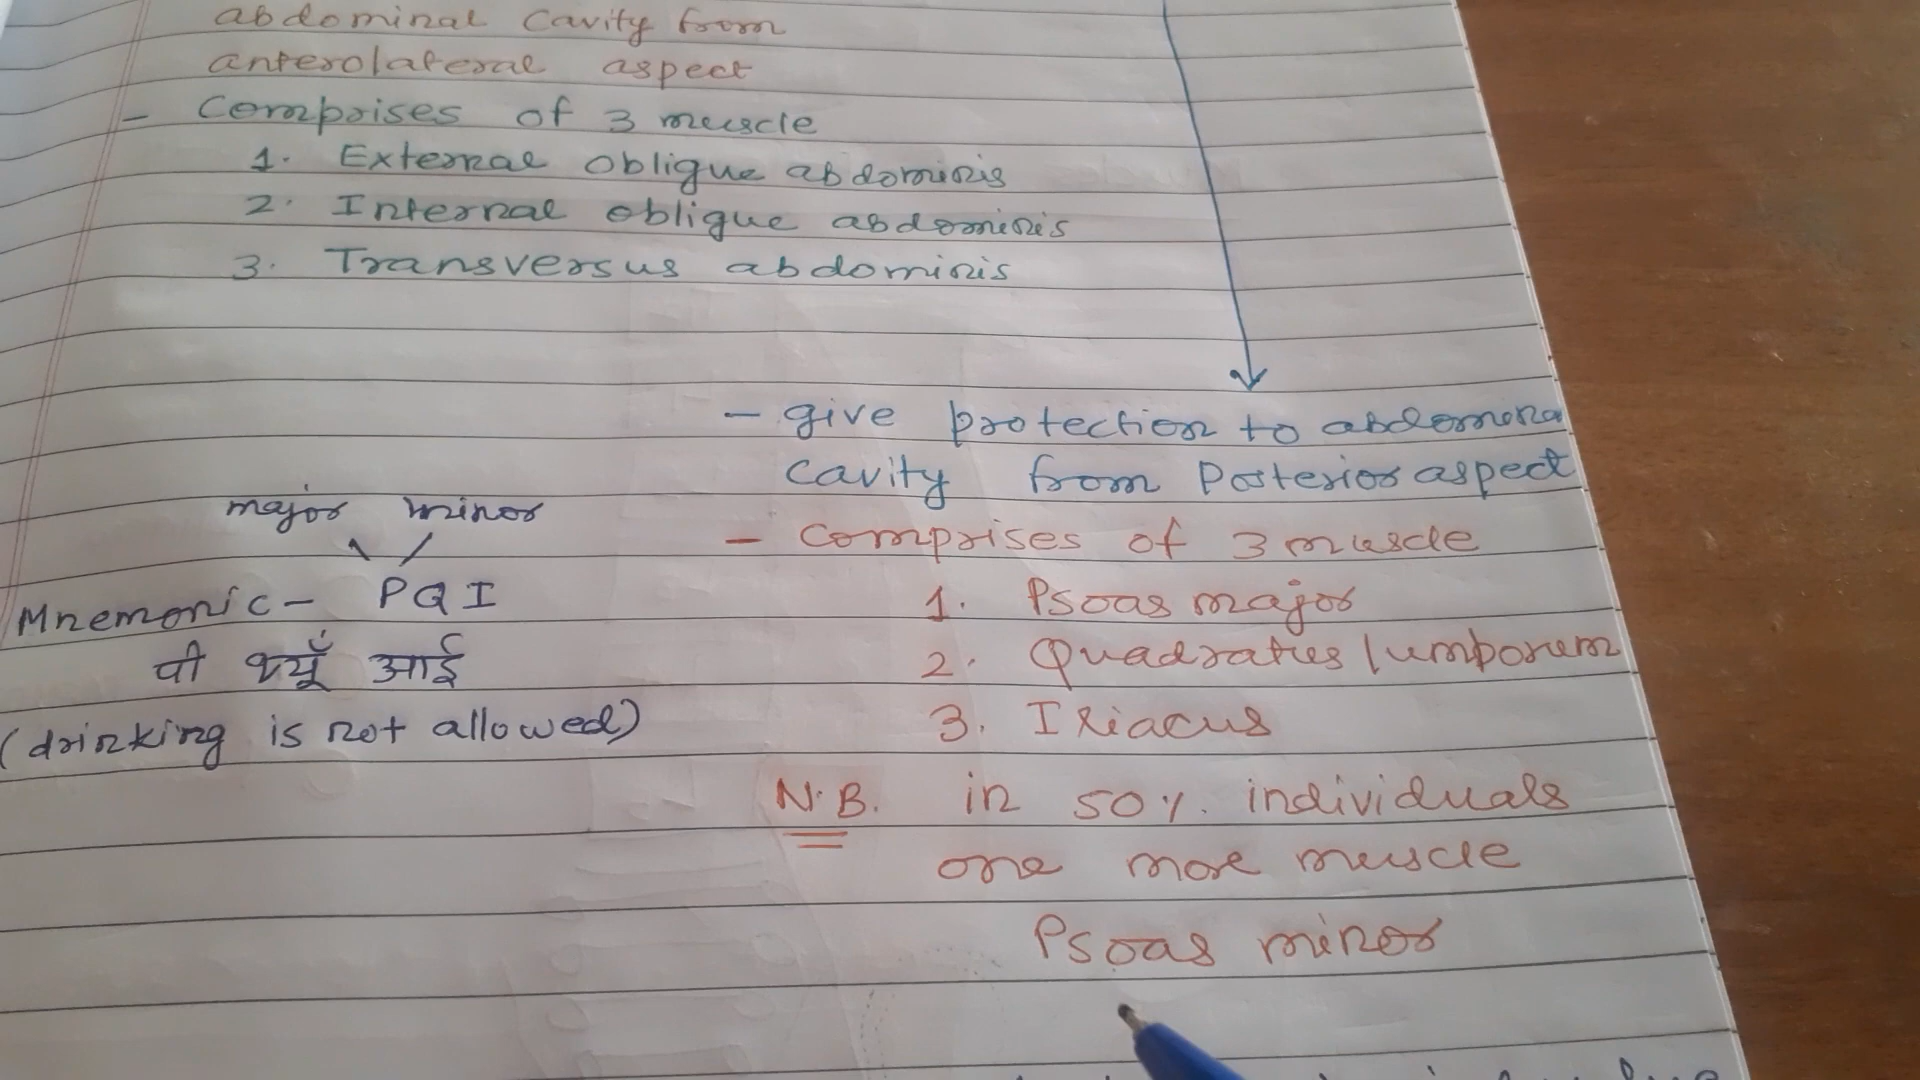 abdominal cavity from
anterolateral aspect
- Comprises of 3 muscle
1. External oblique abdominis
2. Internal oblique abdominis
3. Transversus abdominis
- give protection to abdomena
cavity from Posterior aspect
- comprises of 3 muscle
1. Psoas major
2. Quadratus lumborum
3. Iliacus
N.B. in 50%. individuals
one more muscle
Psoas minor
major minor
Mnemonic - PQI
पी क्यूँ आई
(drinking is not allowed)